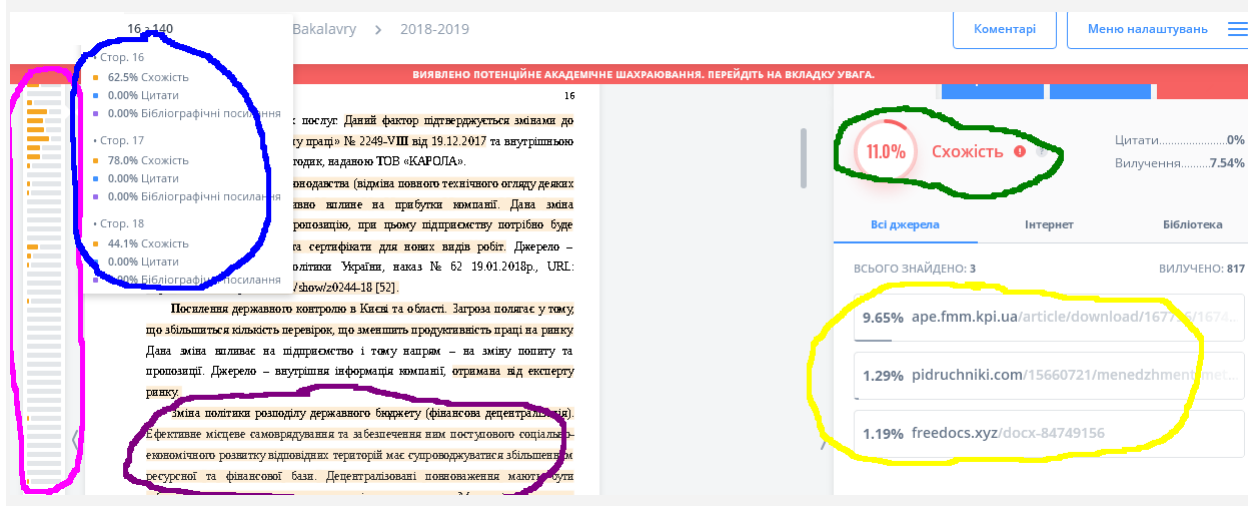 16 з 140
Bakalavry > 2018-2019
Коментарі
Меню налаштувань
ВИЯВЛЕНО ПОТЕНЦІЙНЕ АКАДЕМІЧНЕ ШАХРАЮВАННЯ. ПЕРЕЙДІТЬ НА ВКЛАДКУ УВАГА.
• Стор. 16
62.5% Схожість
0.00% Цитати
0.00% Бібліографічні посилання
• Стор. 17
78.0% Схожість
0.00% Цитати
0.00% Бібліографічні посилання
• Стор. 18
44.1% Схожість
0.00% Цитати
0.00% Бібліографічні посилання
16
послуг. Даний фактор підтверджується змінами до
праці» № 2249-VIII від 19.12.2017 та внутрішньою
наданою ТОВ «КАРОЛА».
(відміна повного технічного огляду деяких
вплине на прибутки компанії. Дана зміна
при цьому підприємству потрібно буде
та сертифікати для нових видів робіт. Джерело –
України, наказ № 62 19.01.2018р., URL:
/show/z0244-18 [52].
Посилення державного контролю в Києві та області. Загроза полягає у тому,
що збільшиться кількість перевірок, що зменшить продуктивність праці на ринку
Дана зміна впливає на підприємство і тому напрям – на зміну попиту та
пропозиції. Джерело – внутрішня інформація компанії, отримана від експерту
ринку.
Зміна політики розподілу державного бюджету (фінансова децентралізація).
Ефективне місцеве самоврядування та забезпечення ним поступового соціально-
економічного розвитку відповідних територій має супроводжуватися збільшенням
ресурсної та фінансової бази. Децентралізовані повноваження мають бути
11.0% Схожість
Цитати 0%
Вилучення 7.54%
Всі джерела
Інтернет
Бібліотека
ВСЬОГО ЗНАЙДЕНО: 3
ВИЛУЧЕНО: 817
9.65% ape.fmm.kpi.ua/article/download/
1.29% pidruchniki.com/15660721/menedzhment
1.19% freedocs.xyz/docx-84749156